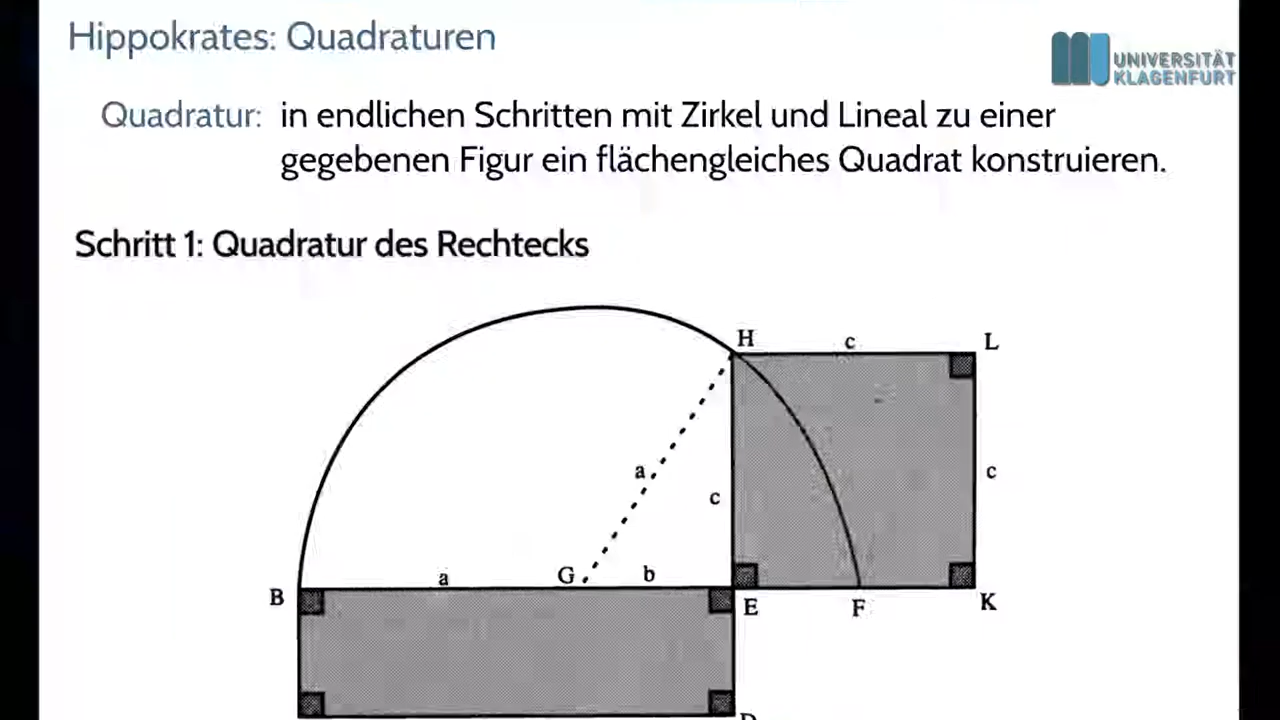 Hippokrates: Quadraturen
UNIVERSITÄT
KLAGENFURT
Quadratur: in endlichen Schritten mit Zirkel und Lineal zu einer
gegebenen Figur ein flächengleiches Quadrat konstruieren.
Schritt 1: Quadratur des Rechtecks
H c L
a c c
B a G b E F K